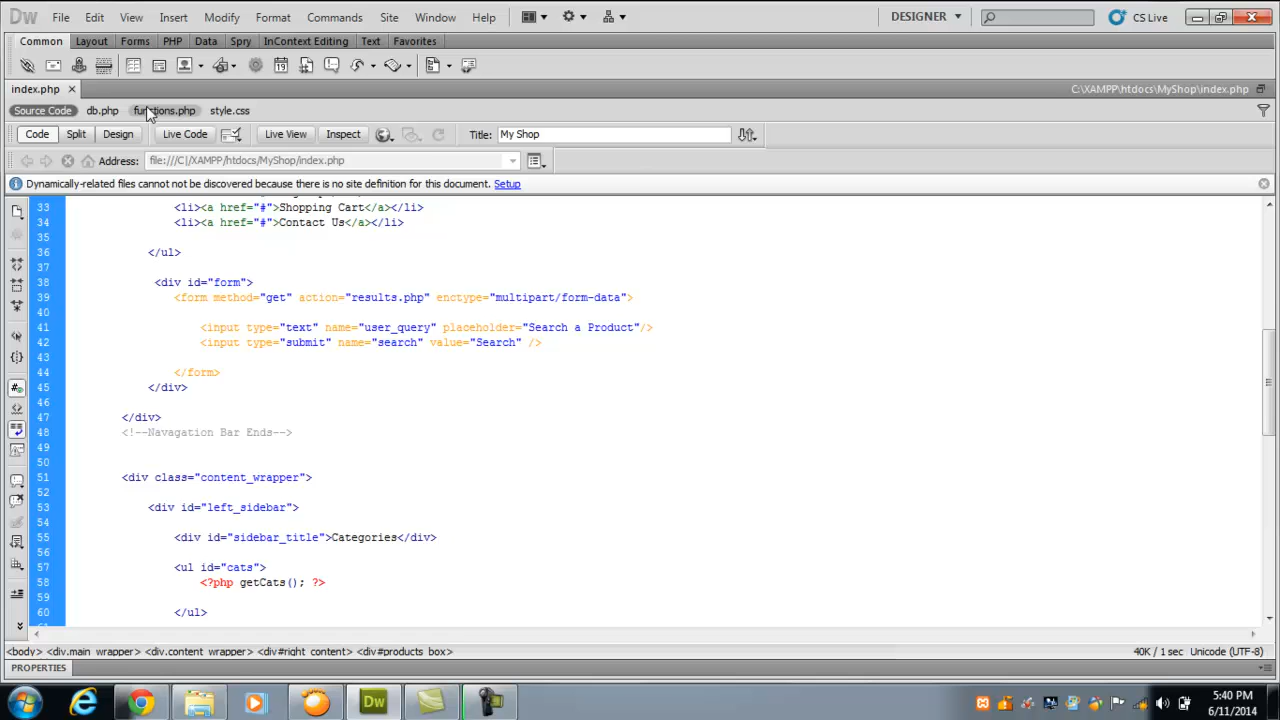 Dw File Edit View Insert Modify Format Commands Site Window Help DESIGNER CS Live
Common Layout Forms PHP Data Spry InContext Editing Text Favorites
index.php C:\XAMPP\htdocs\MyShop\index.php
Source Code db.php functions.php style.css
Code Split Design Live Code Live View Inspect Title: My Shop
Address: file:///C|/XAMPP/htdocs/MyShop/index.php
Dynamically-related files cannot not be discovered because there is no site definition for this document. Setup
33 <li><a href="#">Shopping Cart</a></li>
34 <li><a href="#">Contact Us</a></li>
35
36 </ul>
37
38 <div id="form">
39 <form method="get" action="results.php" enctype="multipart/form-data">
40
41 <input type="text" name="user_query" placeholder="Search a Product"/>
42 <input type="submit" name="search" value="Search" />
43
44 </form>
45 </div>
46
47 </div>
48 <!--Navagation Bar Ends-->
49
50
51 <div class="content_wrapper">
52
53 <div id="left_sidebar">
54
55 <div id="sidebar_title">Categories</div>
56
57 <ul id="cats">
58 <?php getCats(); ?>
59
60 </ul>
<body> <div.main_wrapper> <div.content_wrapper> <div#right_content> <div#products_box> 40K / 1 sec Unicode (UTF-8)
PROPERTIES
Dw 5:40 PM
6/11/2014